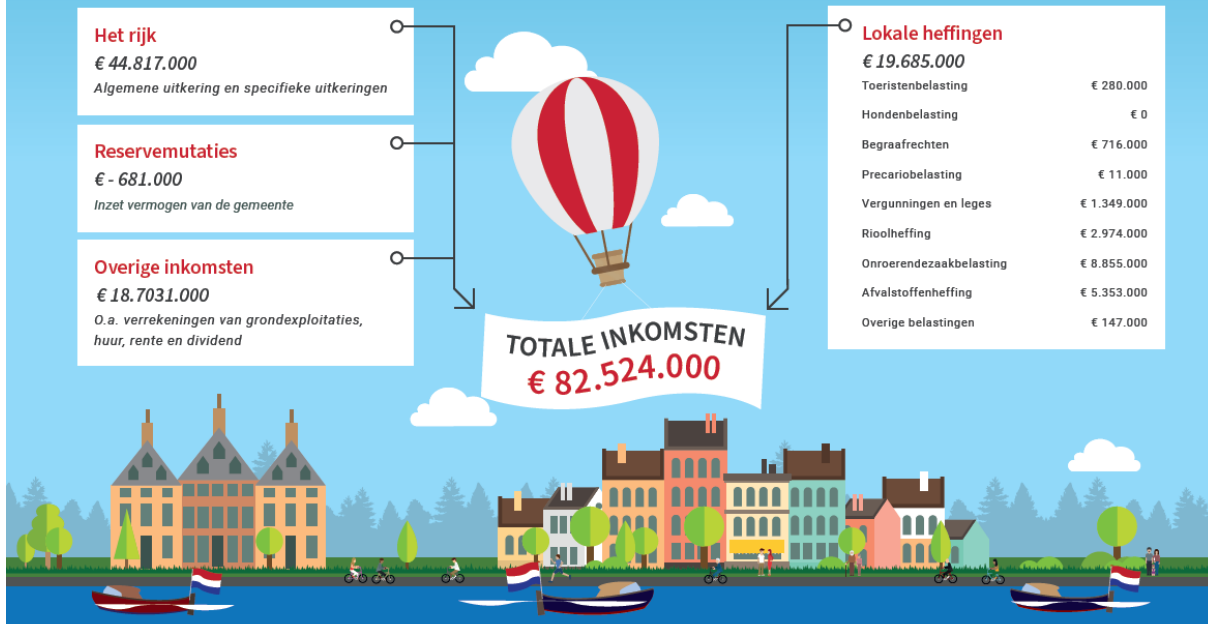 Het rijk
€ 44.817.000
Algemene uitkering en specifieke uitkeringen
Reservemutaties
€ - 681.000
Inzet vermogen van de gemeente
Overige inkomsten
€ 18.7031.000
O.a. verrekeningen van grondexploitaties,
huur, rente en dividend
TOTALE INKOMSTEN
€ 82.524.000
Lokale heffingen
€ 19.685.000
Toeristenbelasting € 280.000
Hondenbelasting € 0
Begraafrechten € 716.000
Precariobelasting € 11.000
Vergunningen en leges € 1.349.000
Rioolheffing € 2.974.000
Onroerendezaakbelasting € 8.855.000
Afvalstoffenheffing € 5.353.000
Overige belastingen € 147.000